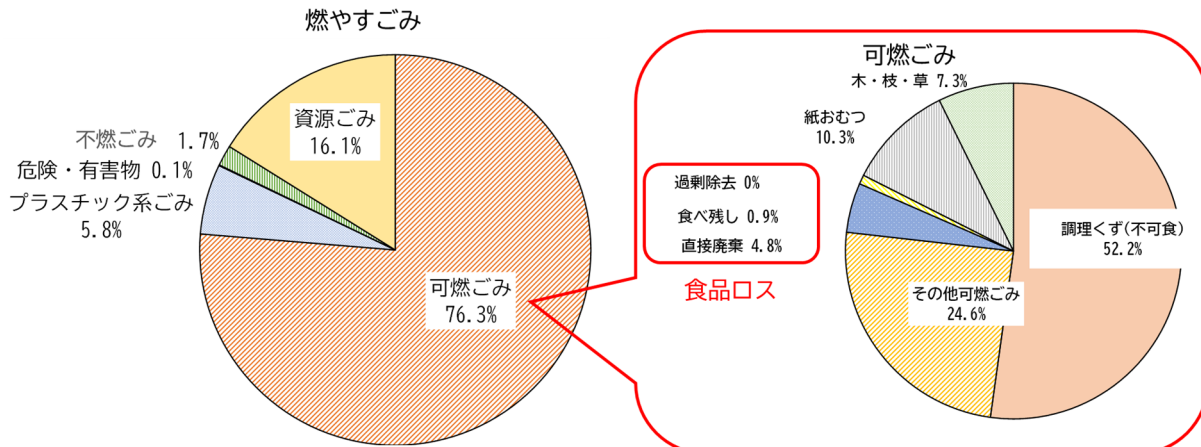 燃やすごみ
資源ごみ
16.1%
不燃ごみ 1.7%
危険・有害物 0.1%
プラスチック系ごみ
5.8%
可燃ごみ
76.3%
可燃ごみ
木・枝・草 7.3%
紙おむつ
10.3%
過剰除去 0%
食べ残し 0.9%
直接廃棄 4.8%
食品ロス
調理くず(不可食)
52.2%
その他可燃ごみ
24.6%